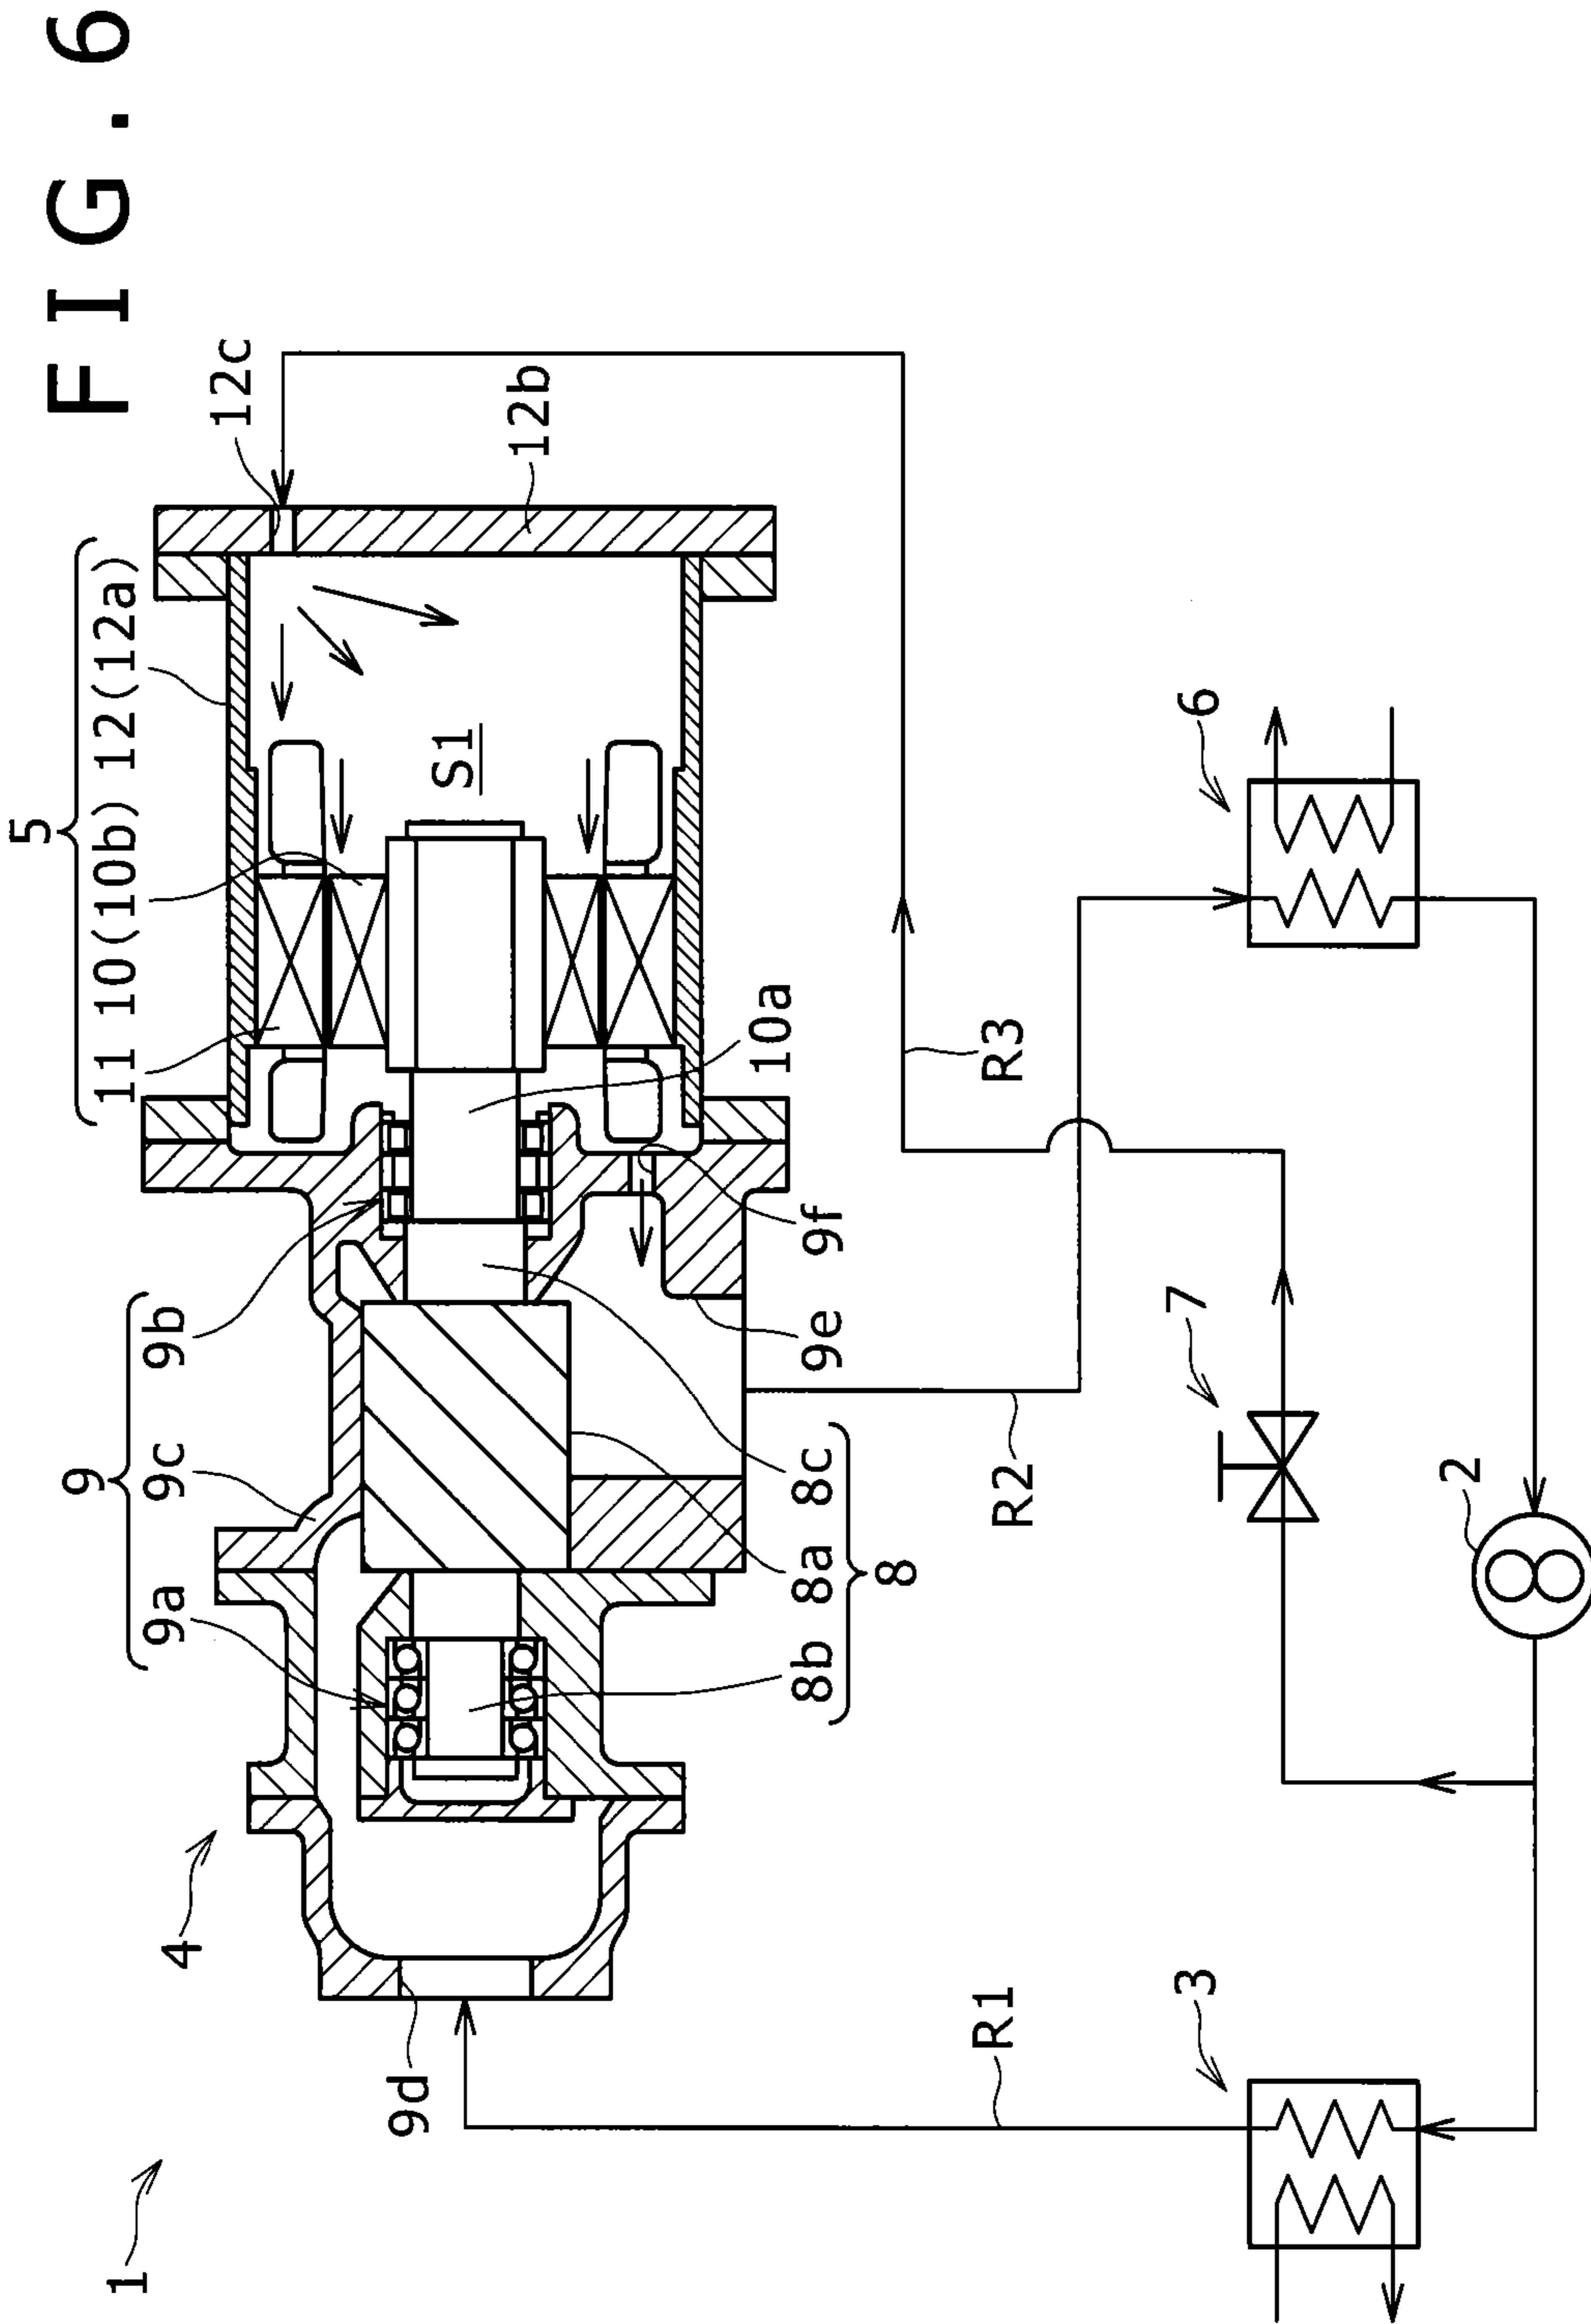 FIG. 6
5
11 10(10b) 12(12a)
12c
12b
9
9a 9c 9b
S1
10a
9f
9e
8b 8a 8c
8
4
1
9d
R1
R2
R3
3
7
6
2